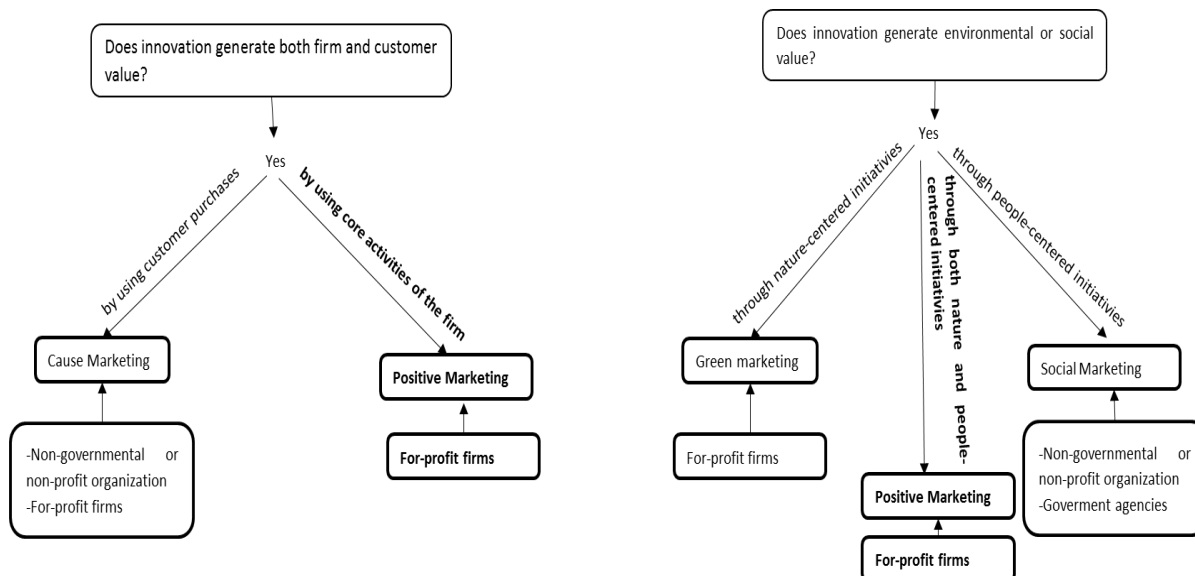 Does innovation generate both firm and customer
value?
Yes
by using customer purchases
by using core activities of the firm
Cause Marketing
-Non-governmental or
non-profit organization
-For-profit firms
Positive Marketing
For-profit firms
Does innovation generate environmental or social
value?
Yes
through nature-centered initiativies
through both nature and people-
centered initiativies
through people-centered initiativies
Green marketing
For-profit firms
Positive Marketing
For-profit firms
Social Marketing
-Non-governmental or
non-profit organization
-Goverment agencies